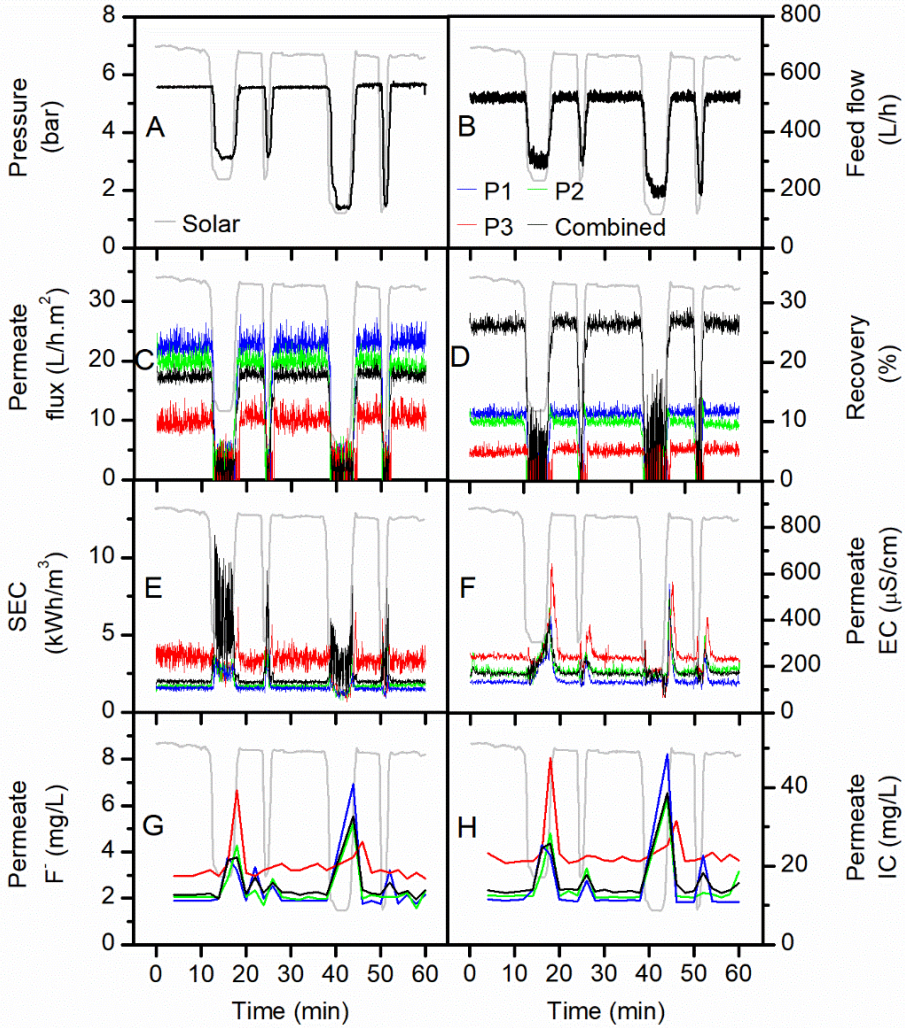 8
6
4
2
0
Pressure
(bar)
A
Solar
800
600
400
200
0
Feed flow
(L/h)
B
P1
P2
P3
Combined
30
20
10
0
Permeate
flux (L/h.m²)
C
30
20
10
0
Recovery
(%)
D
10
5
0
SEC
(kWh/m³)
E
800
600
400
200
0
Permeate
EC (µS/cm)
F
8
6
4
2
0
Permeate
F⁻ (mg/L)
G
40
20
0
Permeate
IC (mg/L)
H
0 10 20 30 40 50 60
0 10 20 30 40 50 60
Time (min)
Time (min)